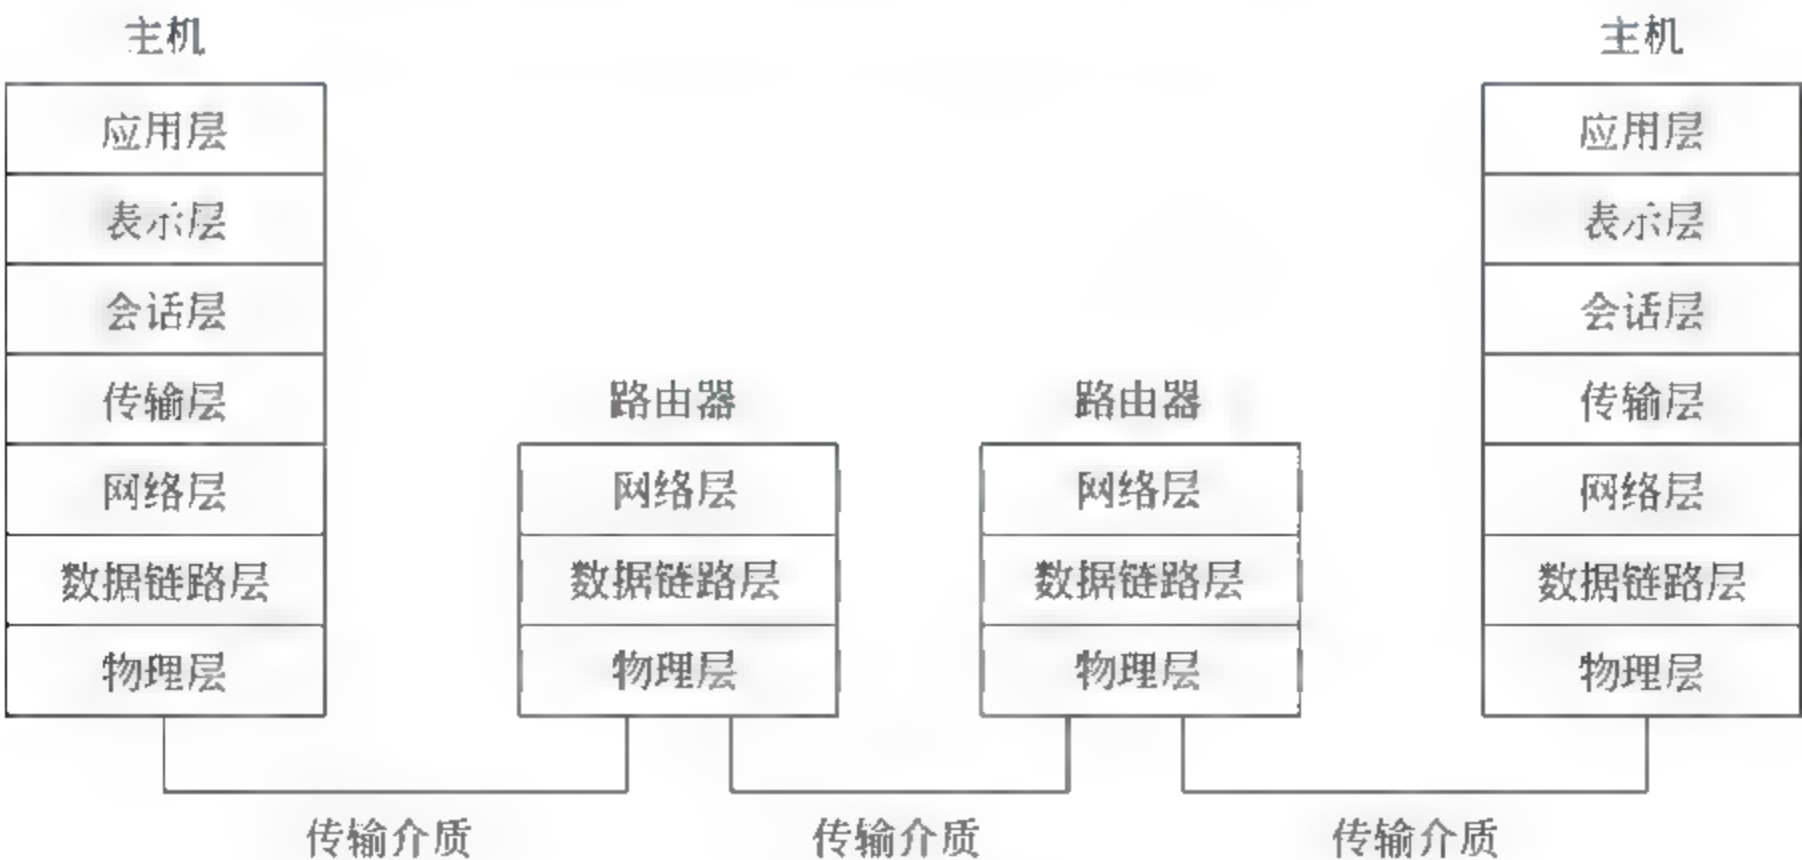 主机 主机
应用层 应用层
表示层 表示层
会话层 会话层
传输层 路由器 路由器 传输层
网络层 网络层 网络层 网络层
数据链路层 数据链路层 数据链路层 数据链路层
物理层 物理层 物理层 物理层
传输介质 传输介质 传输介质